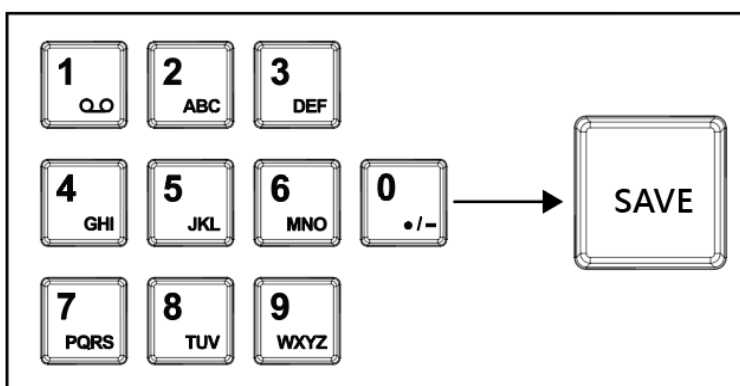 1 2 ABC 3 DEF
4 GHI 5 JKL 6 MNO 0 •/– SAVE
7 PQRS 8 TUV 9 WXYZ